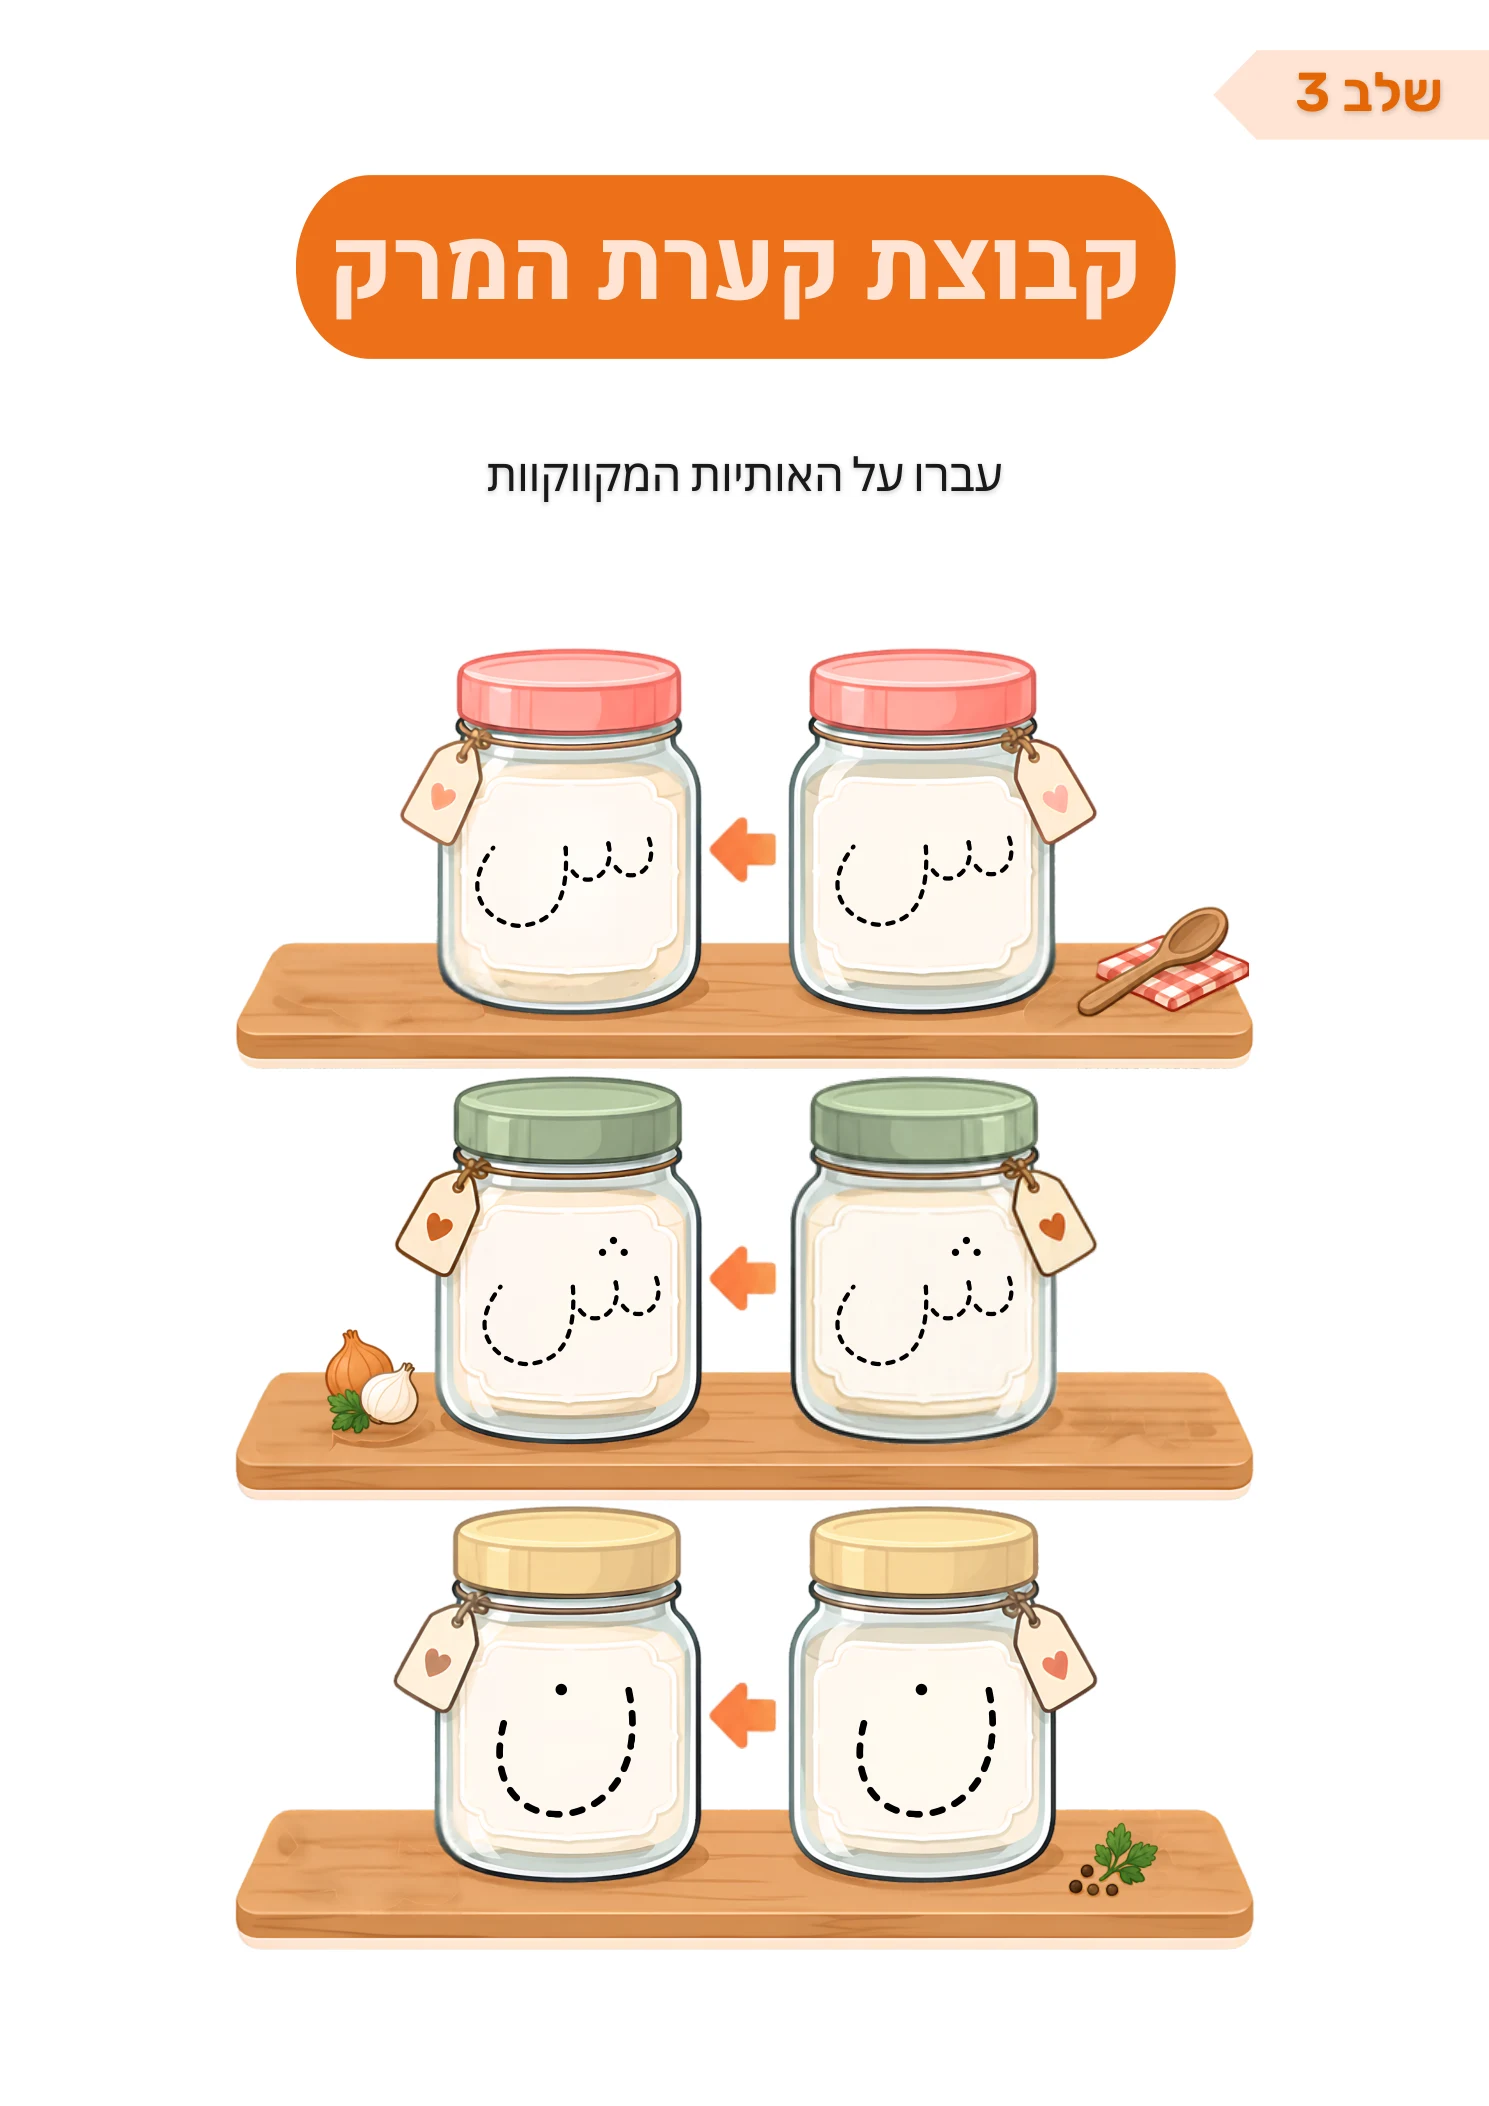 שלב 3
קבוצת קערת המרק
עברו על האותיות המקווקוות
س س
ش ش
ن ن